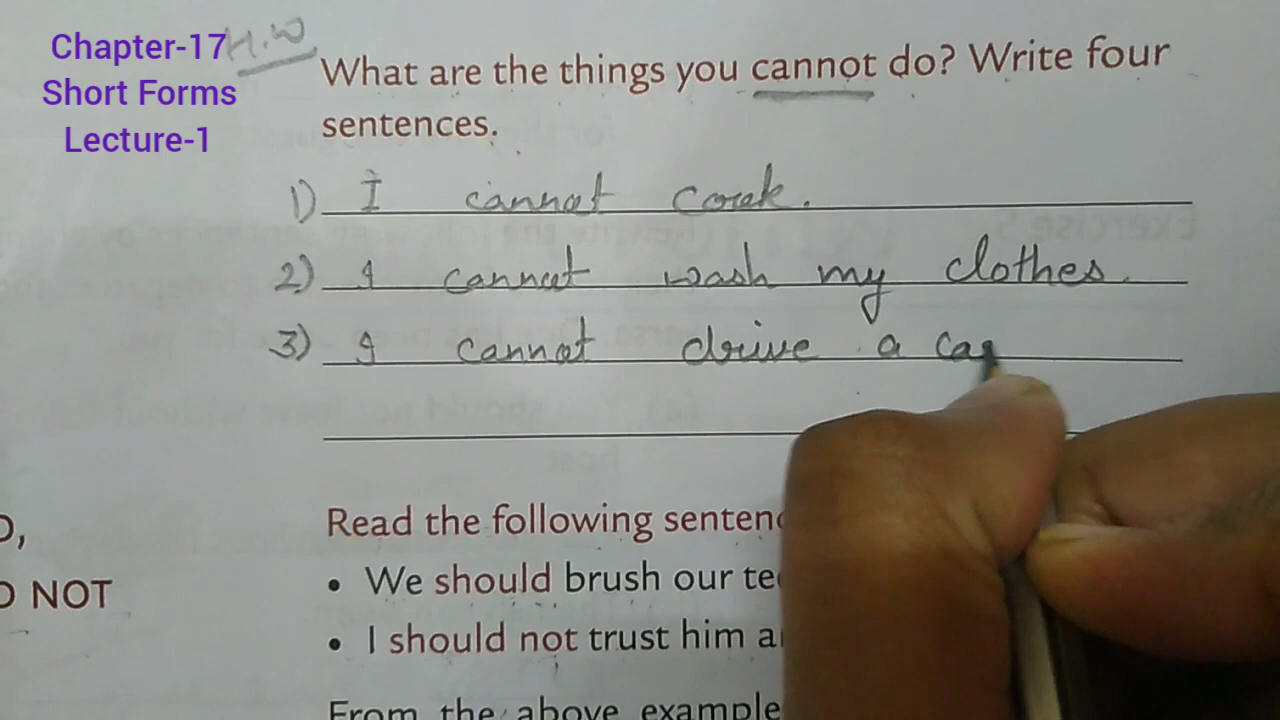 Chapter-17
Short Forms
Lecture-1
H.W
What are the things you cannot do? Write four
sentences.
1) I cannot cook.
2) I cannot wash my clothes.
3) I cannot drive a car
Read the following senten
D,
• We should brush our te
O NOT
• I should not trust him a
From the above example